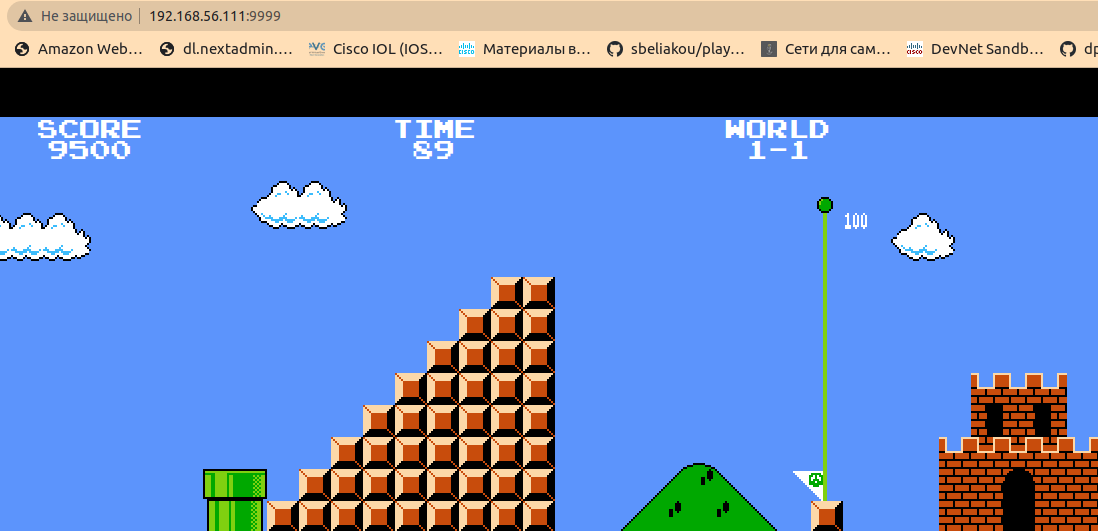 Не защищено 192.168.56.111:9999
Amazon Web… dl.nextadmin.… Cisco IOL (IOS… Материалы в… sbeliakou/play… Сети для сам… DevNet Sandb… dp
SCORE TIME WORLD
9500 89 1-1
100